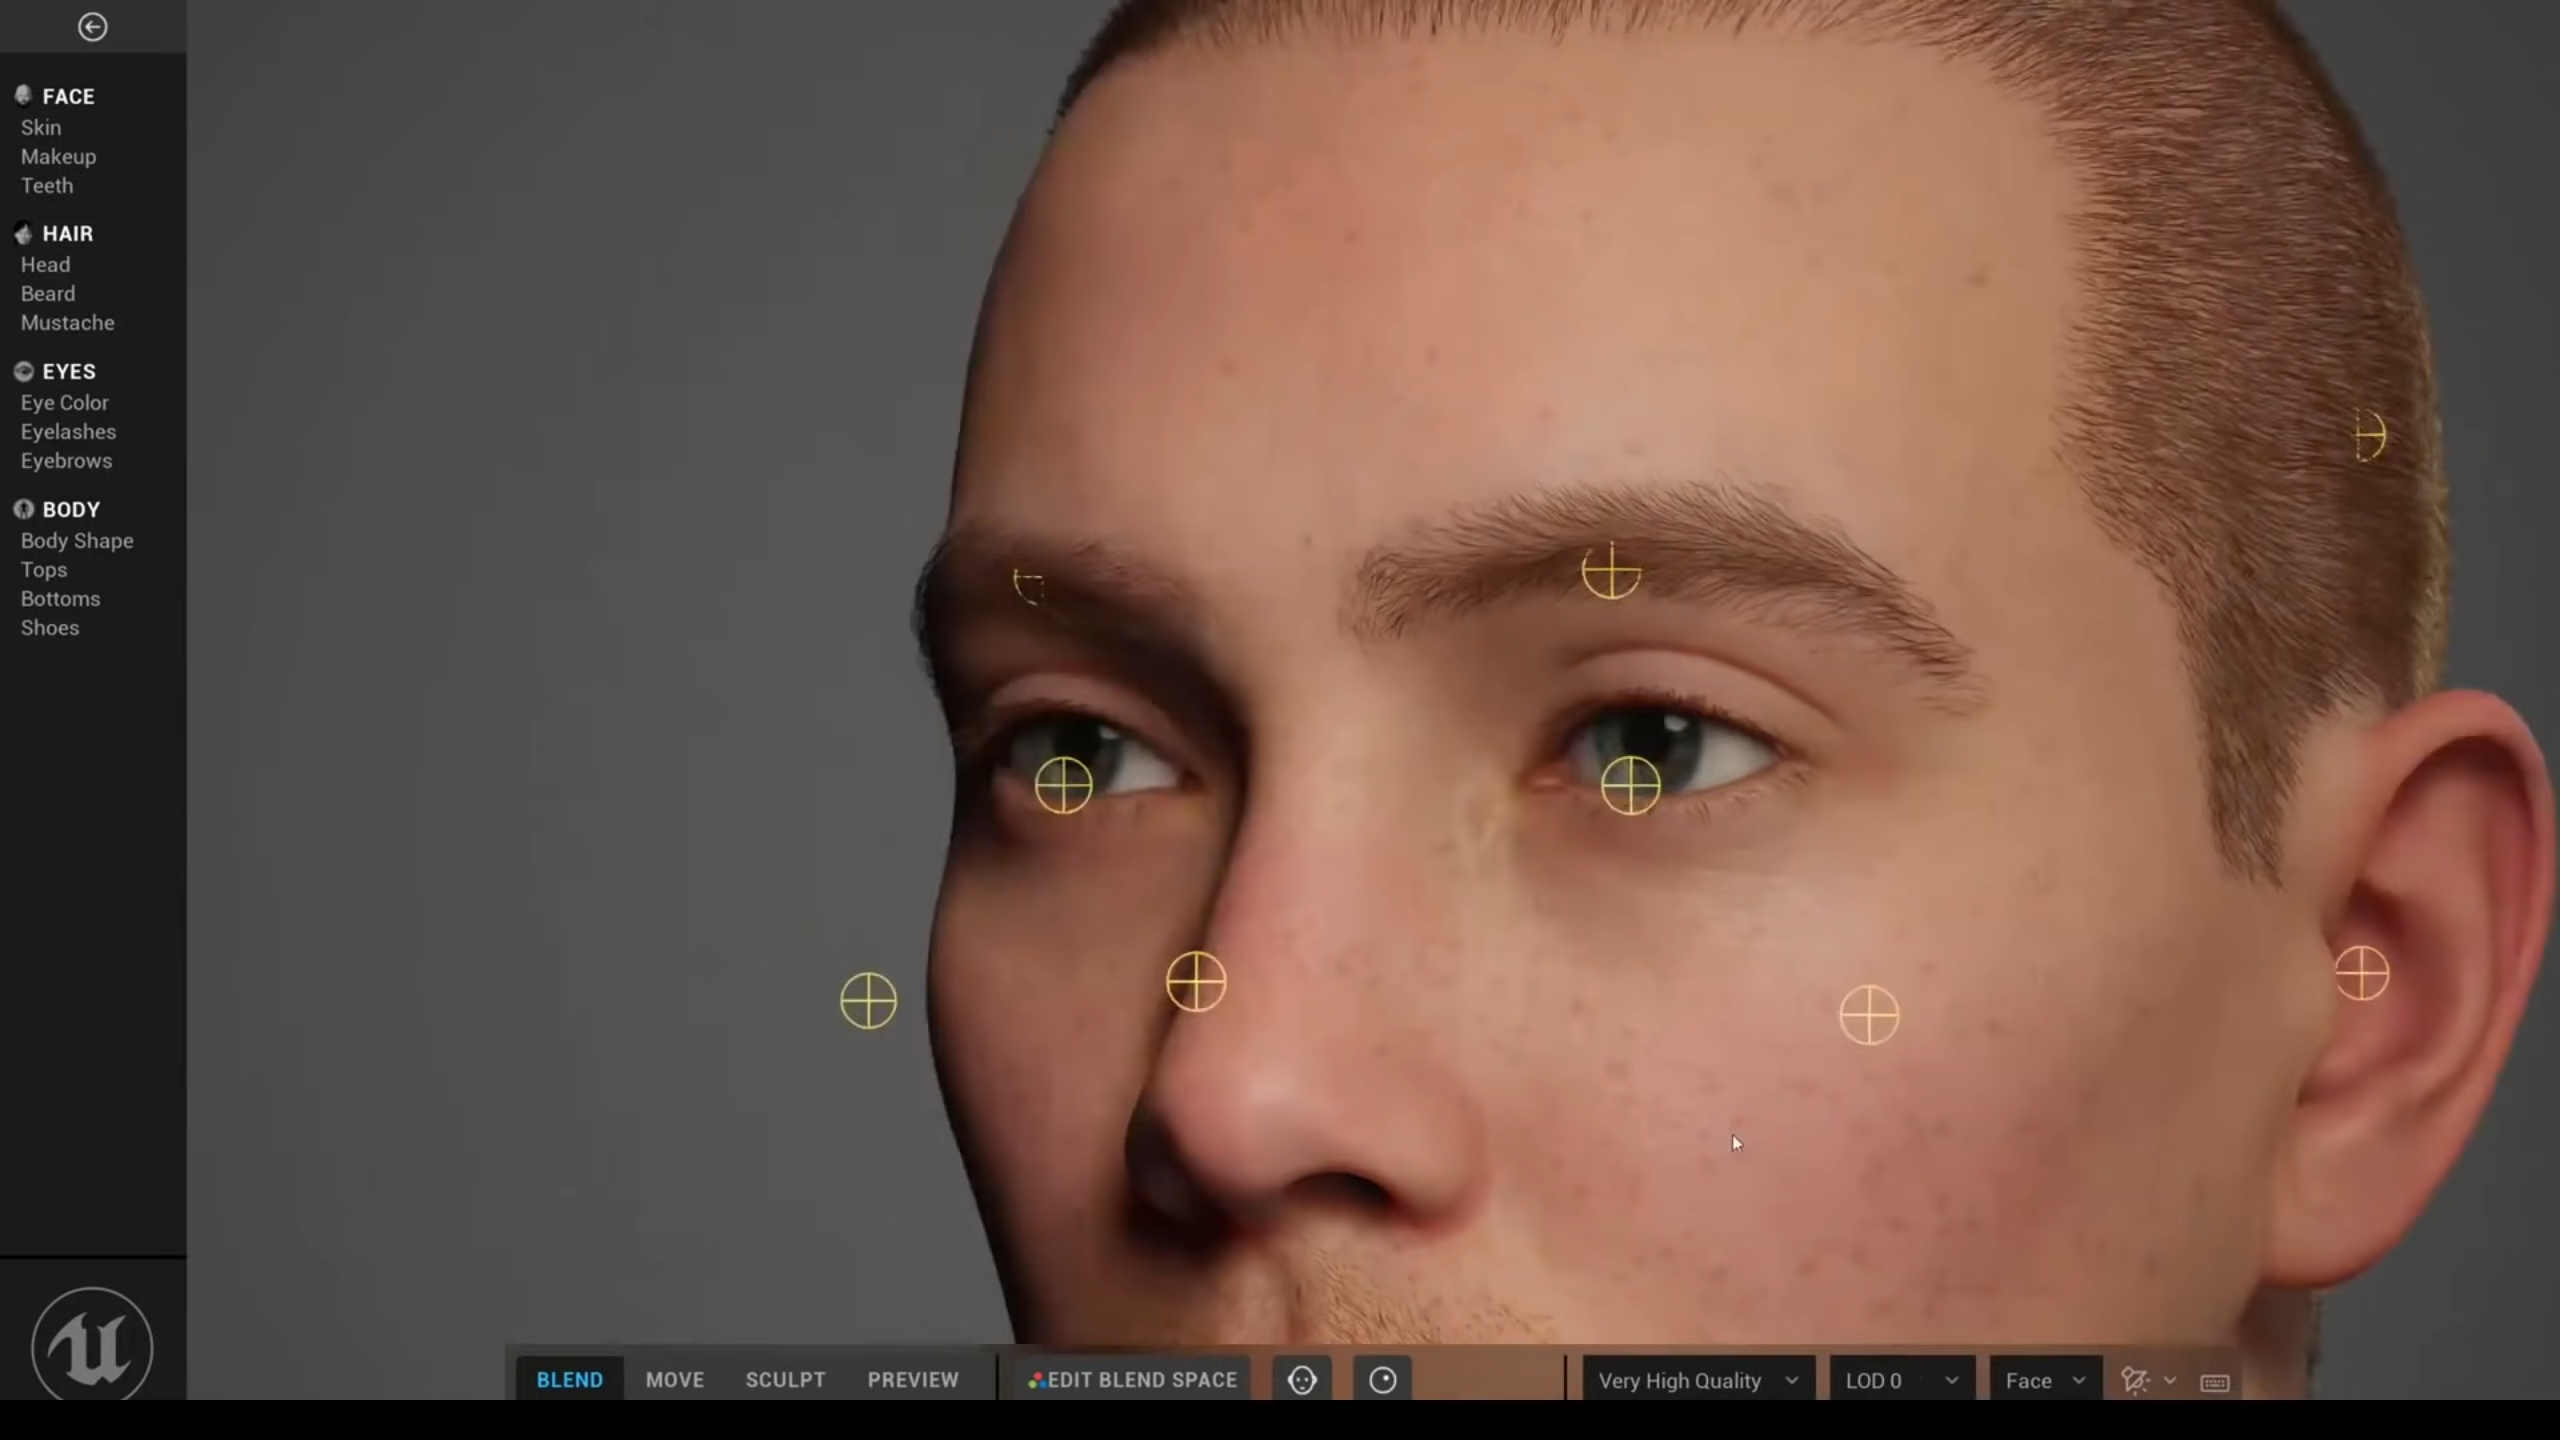 FACE
Skin
Makeup
Teeth
HAIR
Head
Beard
Mustache
EYES
Eye Color
Eyelashes
Eyebrows
BODY
Body Shape
Tops
Bottoms
Shoes
BLEND MOVE SCULPT PREVIEW EDIT BLEND SPACE Very High Quality LOD 0 Face